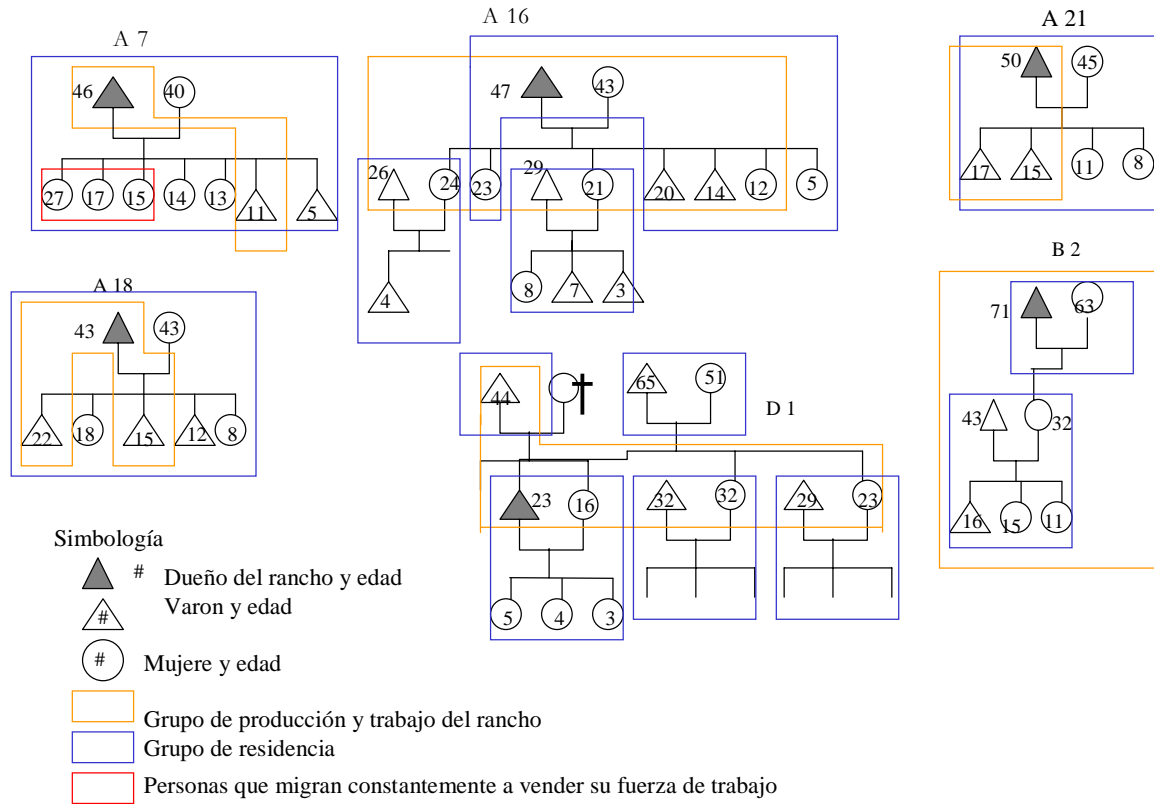 A 7
A 16
A 21
46 40
47 43
50 45
27 17 15 14 13 11 5
26 24 23 29 21 20 14 12 5
17 15 11 8
4
8 7 3
A 18
B 2
43 43
71 63
22 18 15 12 8
44 65 51
D 1
43 32
23 16 32 32 29 23
16 15 11
5 4 3
Simbología
# Dueño del rancho y edad
# Varon y edad
# Mujere y edad
Grupo de producción y trabajo del rancho
Grupo de residencia
Personas que migran constantemente a vender su fuerza de trabajo